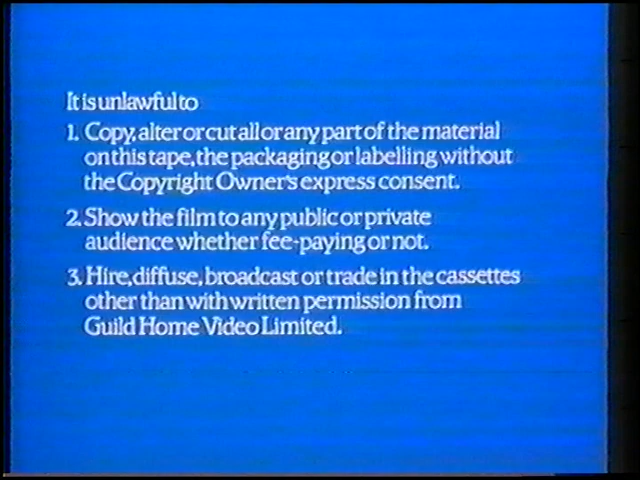 It is unlawful to
1. Copy, alter or cut all or any part of the material
on this tape, the packaging or labelling without
the Copyright Owner's express consent.
2. Show the film to any public or private
audience whether fee-paying or not.
3. Hire, diffuse, broadcast or trade in the cassettes
other than with written permission from
Guild Home Video Limited.